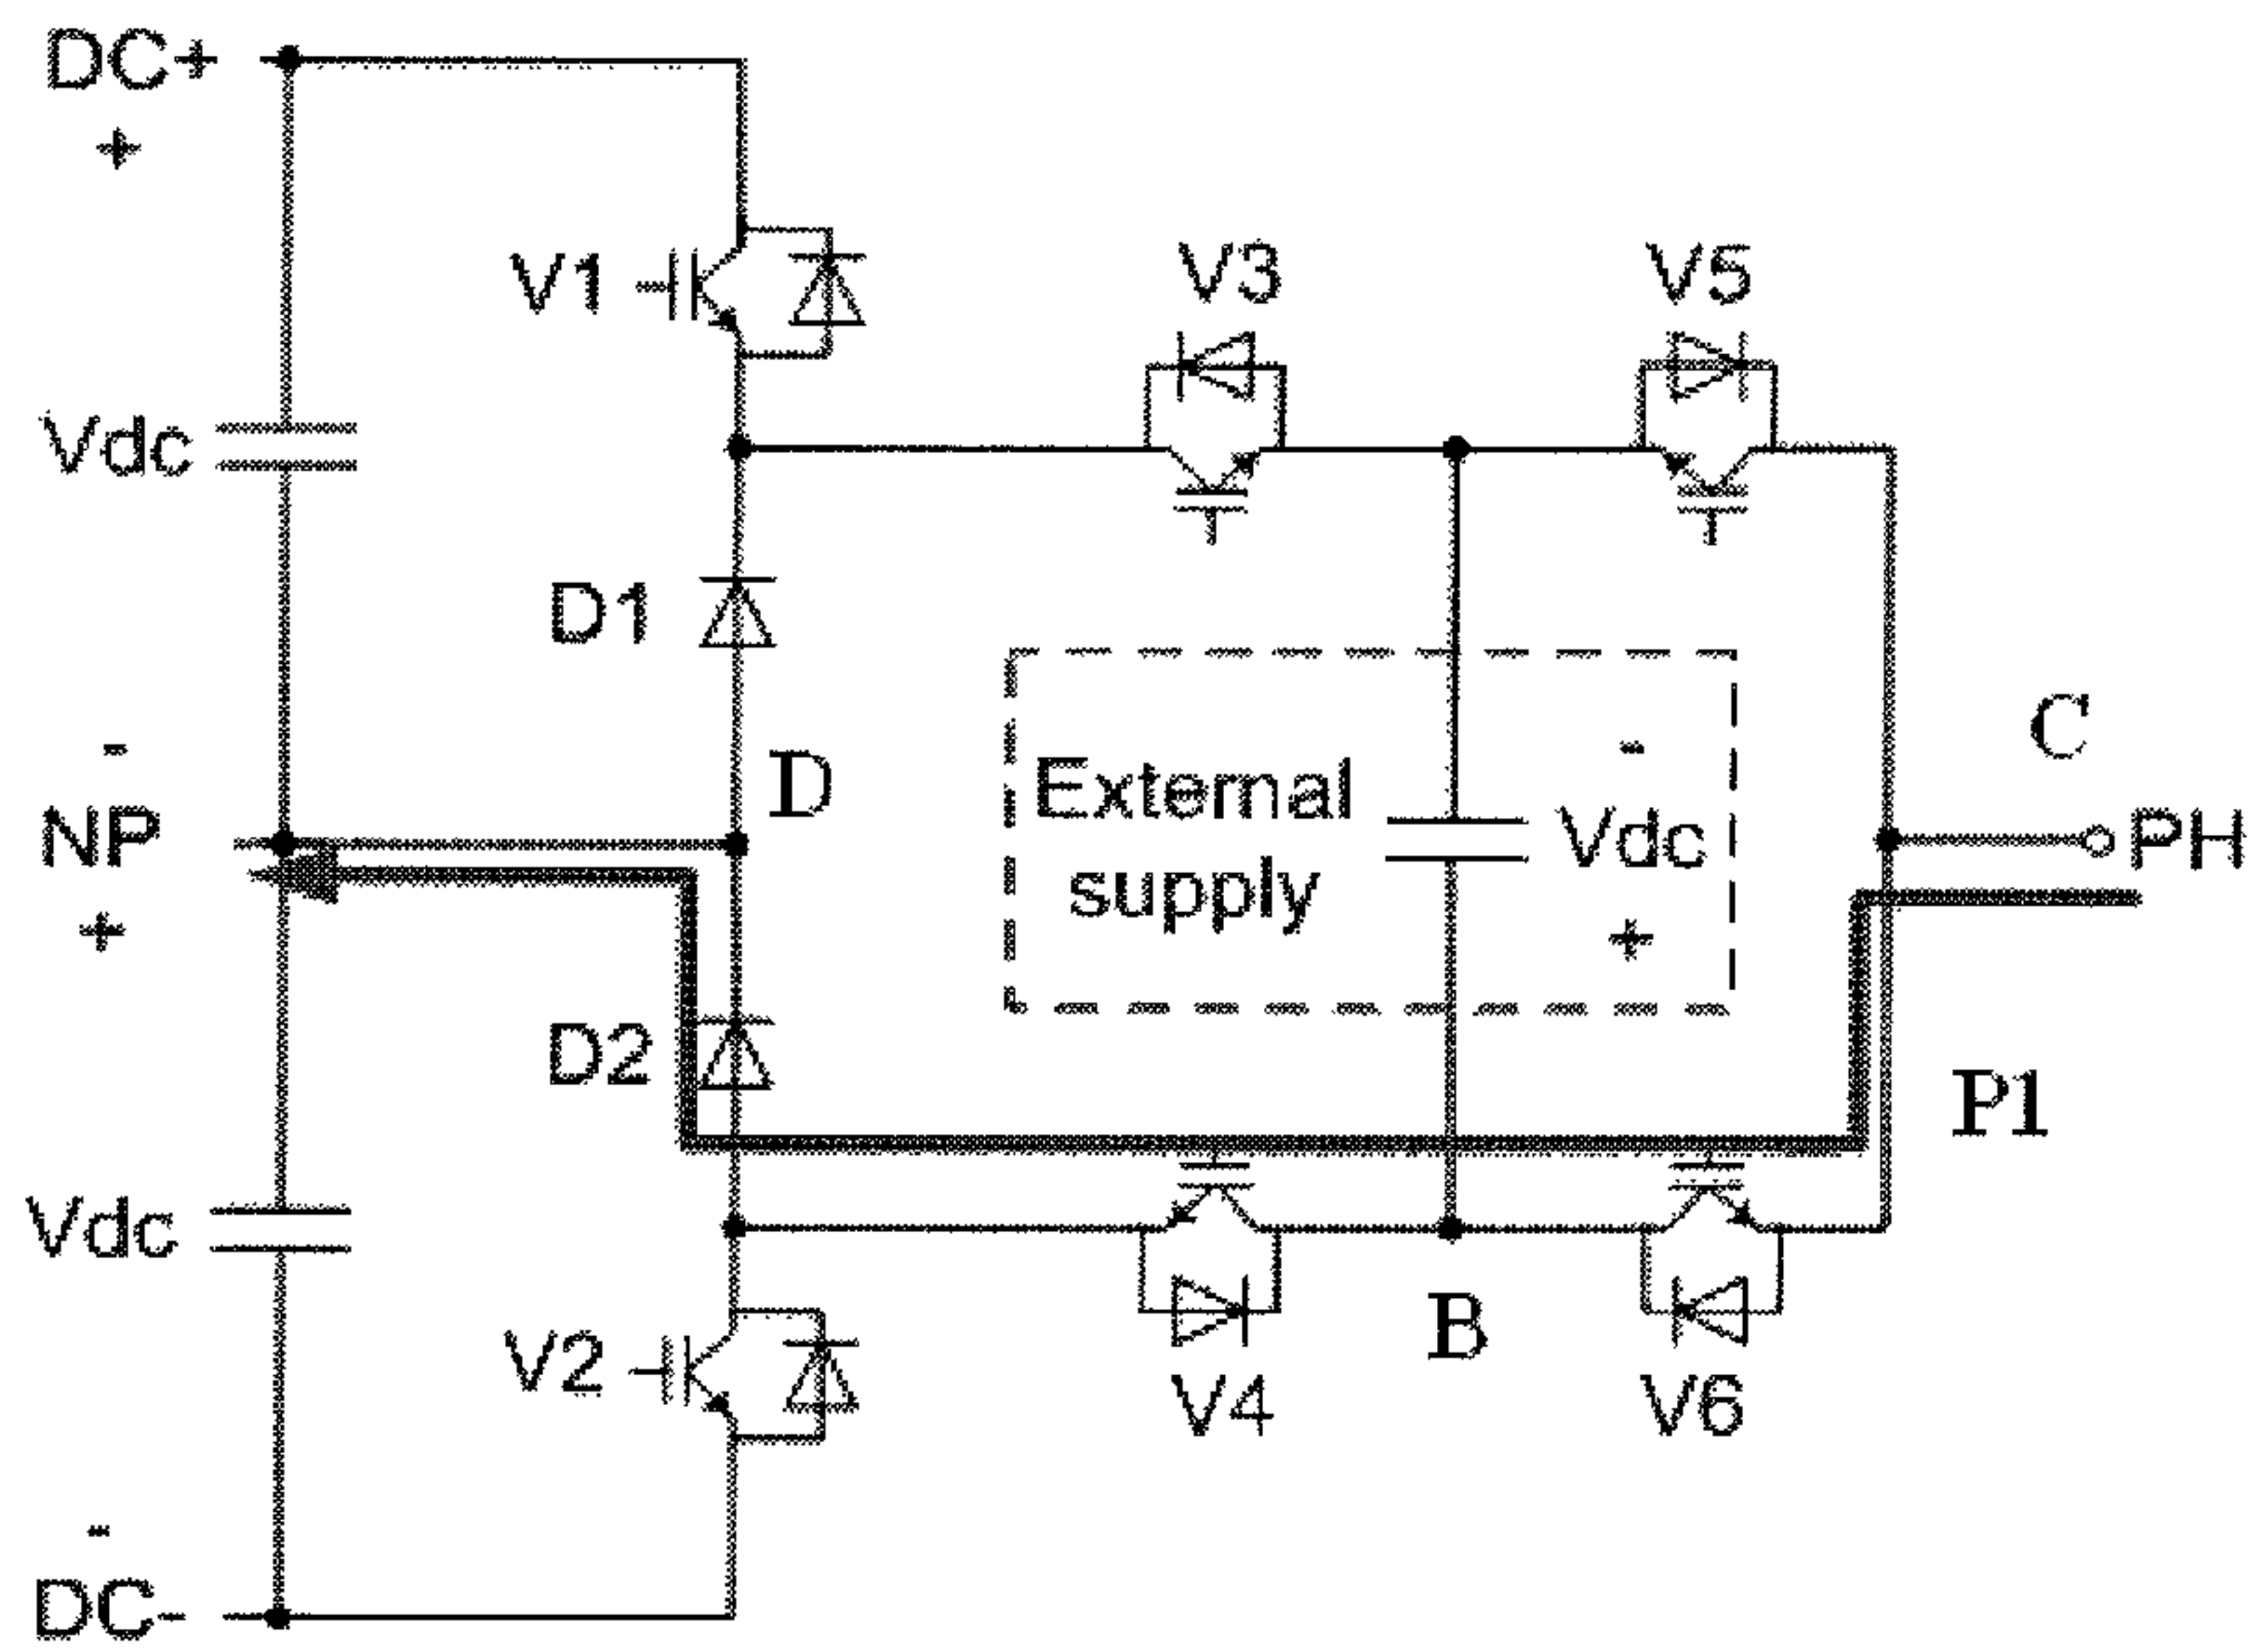 DC+
+
V1
V3
V5
Vdc
D1
D
C
-
NP
+
External
supply
-
Vdc
+
PH
D2
P1
Vdc
B
V2
V4
V6
-
DC-